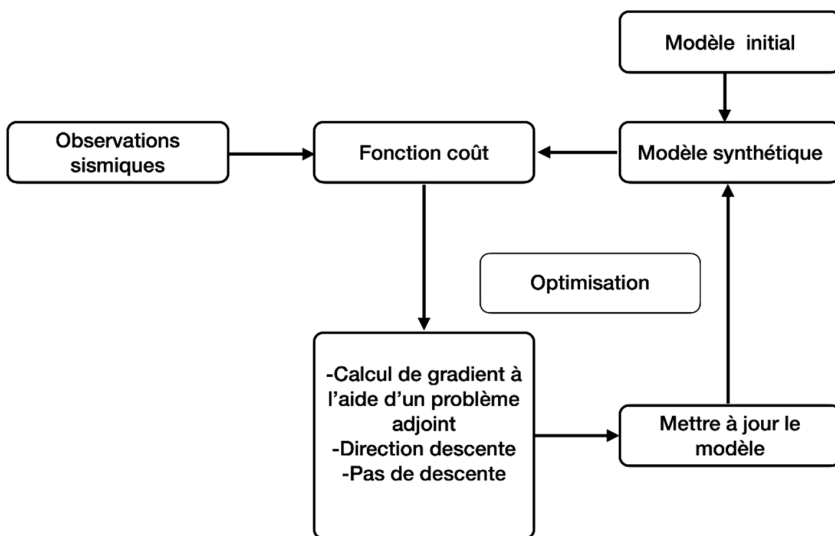 Modèle initial
Observations
sismiques
Fonction coût
Modèle synthétique
Optimisation
-Calcul de gradient à
l'aide d'un problème
adjoint
-Direction descente
-Pas de descente
Mettre à jour le
modèle